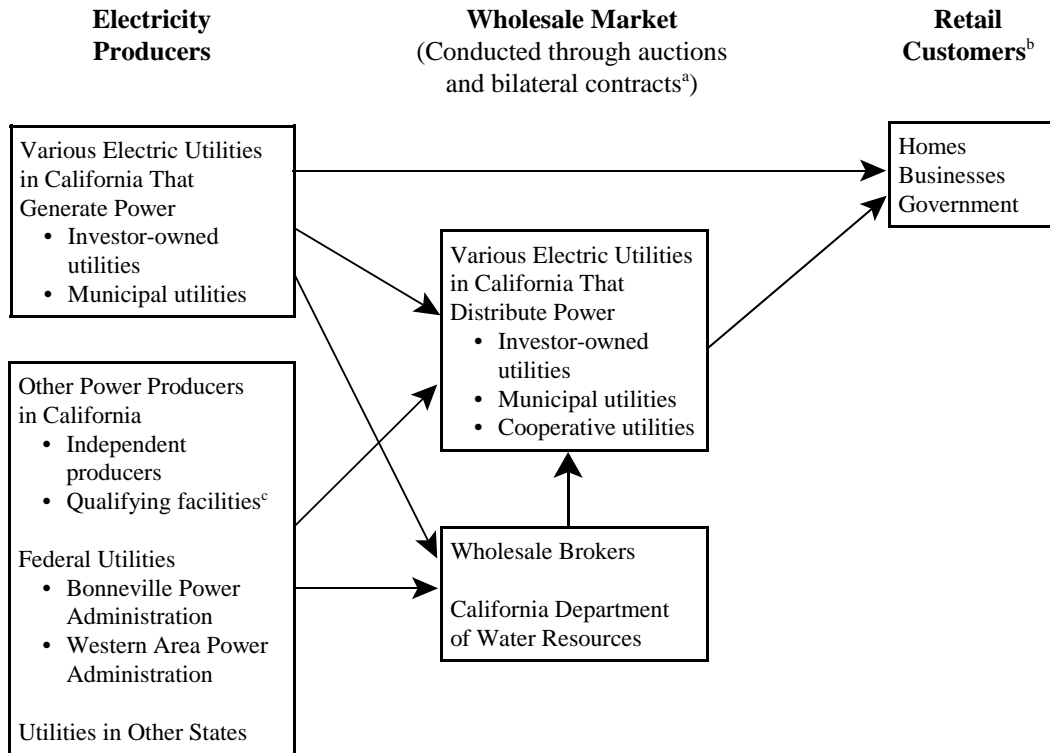 Electricity
Producers
Wholesale Market
(Conducted through auctions
and bilateral contractsᵃ)
Retail
Customersᵇ
Various Electric Utilities
in California That
Generate Power
• Investor-owned
utilities
• Municipal utilities
Other Power Producers
in California
• Independent
producers
• Qualifying facilitiesᶜ
Federal Utilities
• Bonneville Power
Administration
• Western Area Power
Administration
Utilities in Other States
Various Electric Utilities
in California That
Distribute Power
• Investor-owned
utilities
• Municipal utilities
• Cooperative utilities
Wholesale Brokers
California Department
of Water Resources
Homes
Businesses
Government